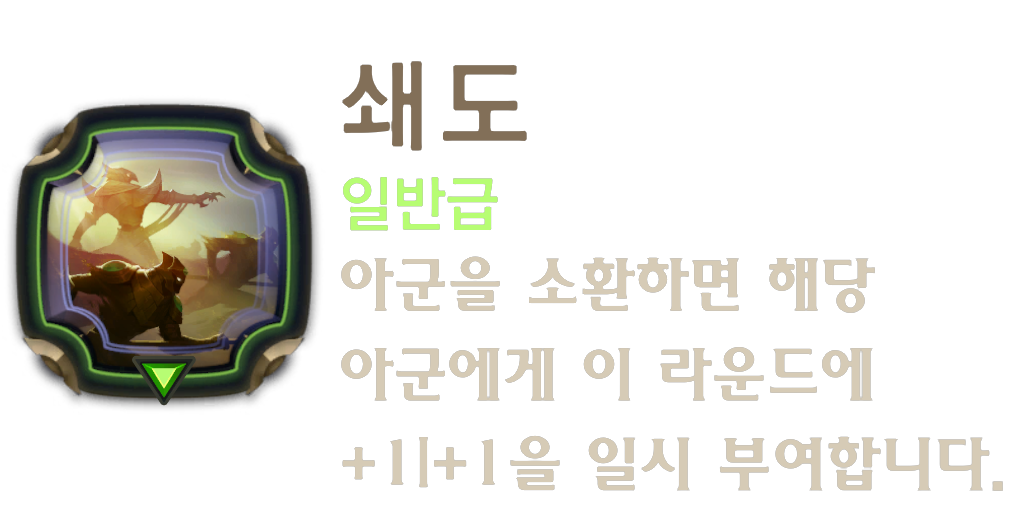 쇄도
일반급
아군을 소환하면 해당
아군에게 이 라운드에
+1|+1을 일시 부여합니다.